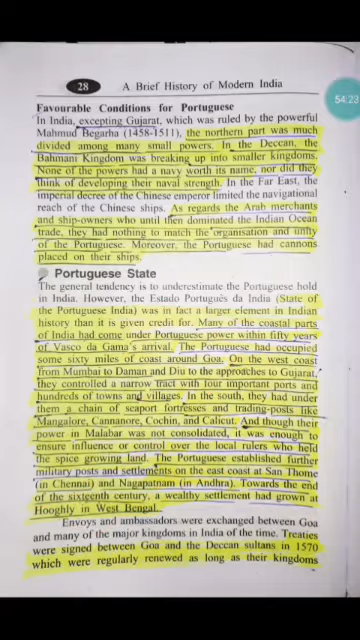 28 A Brief History of Modern India
54:23
Favourable Conditions for Portuguese
In India, excepting Gujarat, which was ruled by the powerful
Mahmud Begarha (1458-1511), the northern part was much
divided among many small powers. In the Deccan, the
Bahmani Kingdom was breaking up into smaller kingdoms.
None of the powers had a navy worth its name, nor did they
think of developing their naval strength. In the Far East, the
imperial decree of the Chinese emperor limited the navigational
reach of the Chinese ships. As regards the Arab merchants
and ship-owners who until then dominated the Indian Ocean
trade, they had nothing to match the organisation and unity
of the Portuguese. Moreover, the Portuguese had cannons
placed on their ships.
Portuguese State
The general tendency is to underestimate the Portuguese hold
in India. However, the Estado Português da India (State of
the Portuguese India) was in fact a larger element in Indian
history than it is given credit for. Many of the coastal parts
of India had come under Portuguese power within fifty years
of Vasco da Gama's arrival. The Portuguese had occupied
some sixty miles of coast around Goa. On the west coast
from Mumbai to Daman and Diu to the approaches to Gujarat,
they controlled a narrow tract with four important ports and
hundreds of towns and villages. In the south, they had under
them a chain of seaport fortresses and trading-posts like
Mangalore, Cannanore, Cochin, and Calicut. And though their
power in Malabar was not consolidated, it was enough to
ensure influence or control over the local rulers who held
the spice growing land. The Portuguese established further
military posts and settlements on the east coast at San Thome
(in Chennai) and Nagapatnam (in Andhra). Towards the end
of the sixteenth century, a wealthy settlement had grown at
Hooghly in West Bengal.
Envoys and ambassadors were exchanged between Goa
and many of the major kingdoms in India of the time. Treaties
were signed between Goa and the Deccan sultans in 1570
which were regularly renewed as long as their kingdoms